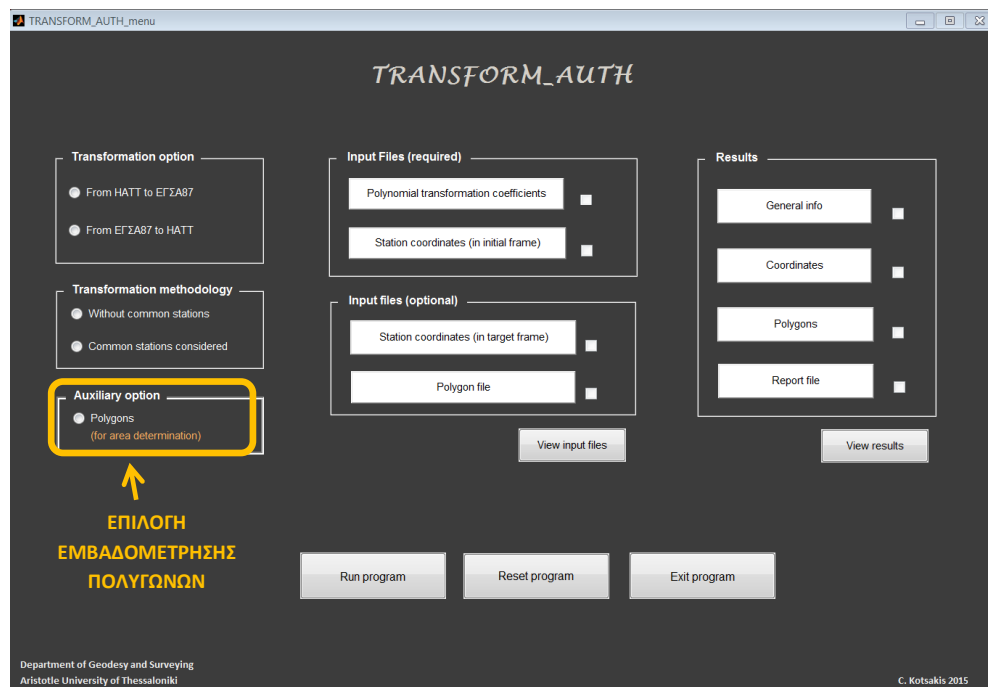 TRANSFORM_AUTH_menu
TRANSFORM_AUTH
Transformation option
From HATT to ΕΓΣΑ87
From ΕΓΣΑ87 to HATT
Transformation methodology
Without common stations
Common stations considered
Auxiliary option
Polygons
(for area determination)
ΕΠΙΛΟΓΗ
ΕΜΒΑΔΟΜΕΤΡΗΣΗΣ
ΠΟΛΥΓΩΝΩΝ
Input Files (required)
Polynomial transformation coefficients
Station coordinates (in initial frame)
Input files (optional)
Station coordinates (in target frame)
Polygon file
View input files
Results
General info
Coordinates
Polygons
Report file
View results
Run program
Reset program
Exit program
Department of Geodesy and Surveying
Aristotle University of Thessaloniki
C. Kotsakis 2015